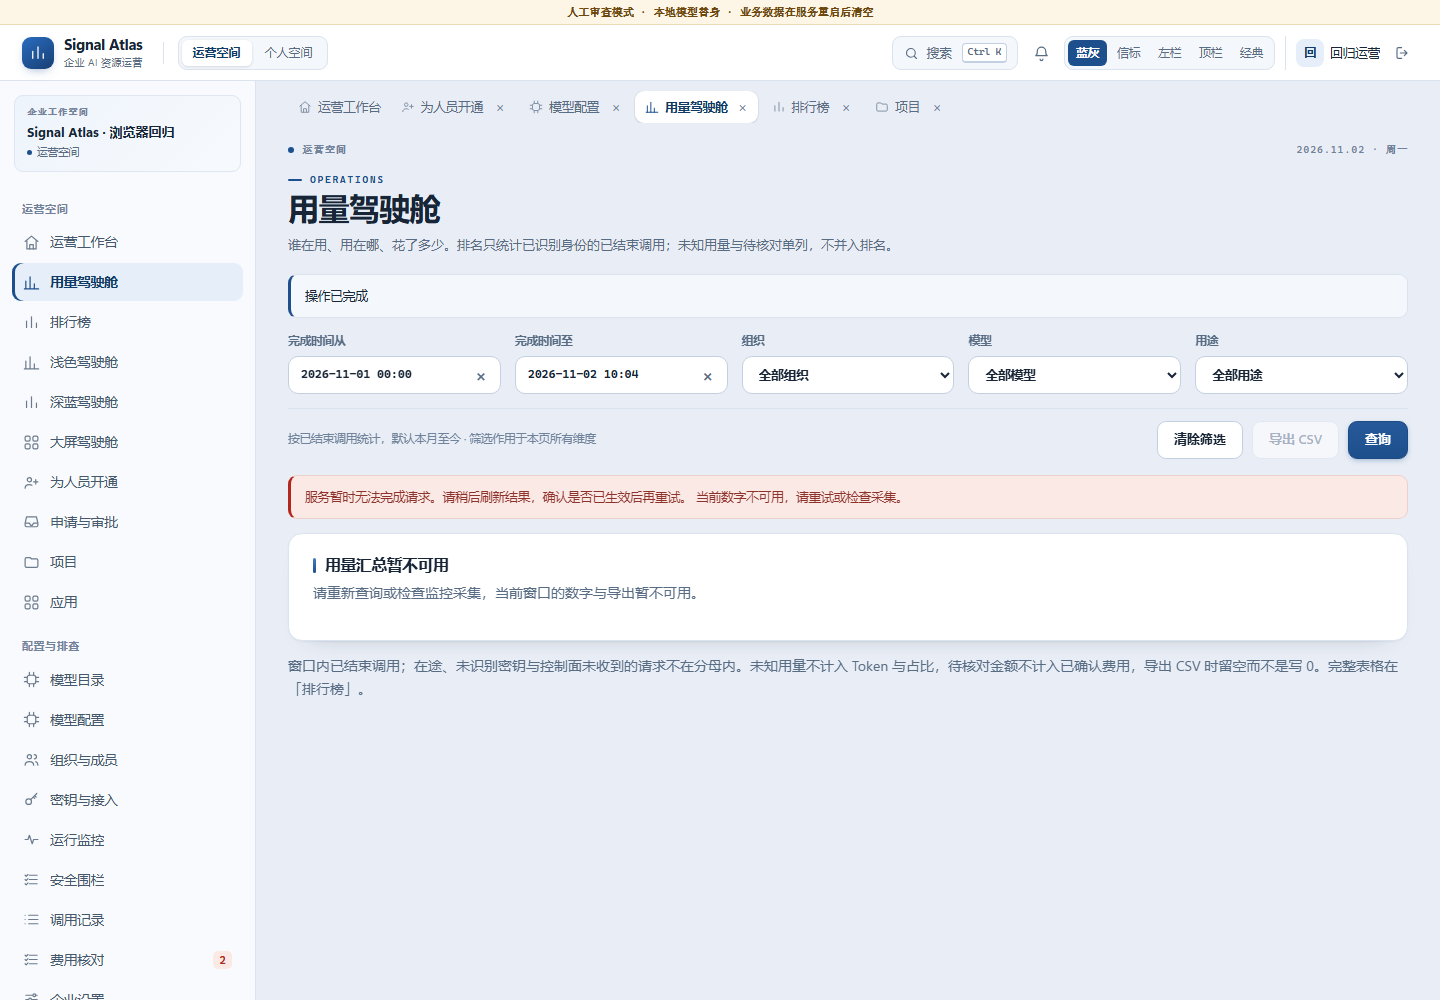 人工审查模式 · 本地模型替身 · 业务数据在服务重启后清空
Signal Atlas
企业 AI 资源运营
运营空间 个人空间
搜索 Ctrl K
蓝灰 信标 左栏 顶栏 经典
回 回归运营
企业工作空间
Signal Atlas · 浏览器回归
运营空间
运营空间
运营工作台
用量驾驶舱
排行榜
浅色驾驶舱
深蓝驾驶舱
大屏驾驶舱
为人员开通
申请与审批
项目
应用
配置与排查
模型目录
模型配置
组织与成员
密钥与接入
运行监控
安全围栏
调用记录
费用核对 2
企业设置
运营工作台 为人员开通 × 模型配置 × 用量驾驶舱 × 排行榜 × 项目 ×
运营空间
2026.11.02 · 周一
OPERATIONS
用量驾驶舱
谁在用、用在哪、花了多少。排名只统计已识别身份的已结束调用；未知用量与待核对单列，不并入排名。
操作已完成
完成时间从 完成时间至 组织 模型 用途
2026-11-01 00:00 × 2026-11-02 10:04 × 全部组织 全部模型 全部用途
按已结束调用统计，默认本月至今 · 筛选作用于本页所有维度
清除筛选 导出 CSV 查询
服务暂时无法完成请求。请稍后刷新结果，确认是否已生效后再重试。 当前数字不可用，请重试或检查采集。
用量汇总暂不可用
请重新查询或检查监控采集，当前窗口的数字与导出暂不可用。
窗口内已结束调用；在途、未识别密钥与控制面未收到的请求不在分母内。未知用量不计入 Token 与占比，待核对金额不计入已确认费用，导出 CSV 时留空而不是写 0。完整表格在
「排行榜」。